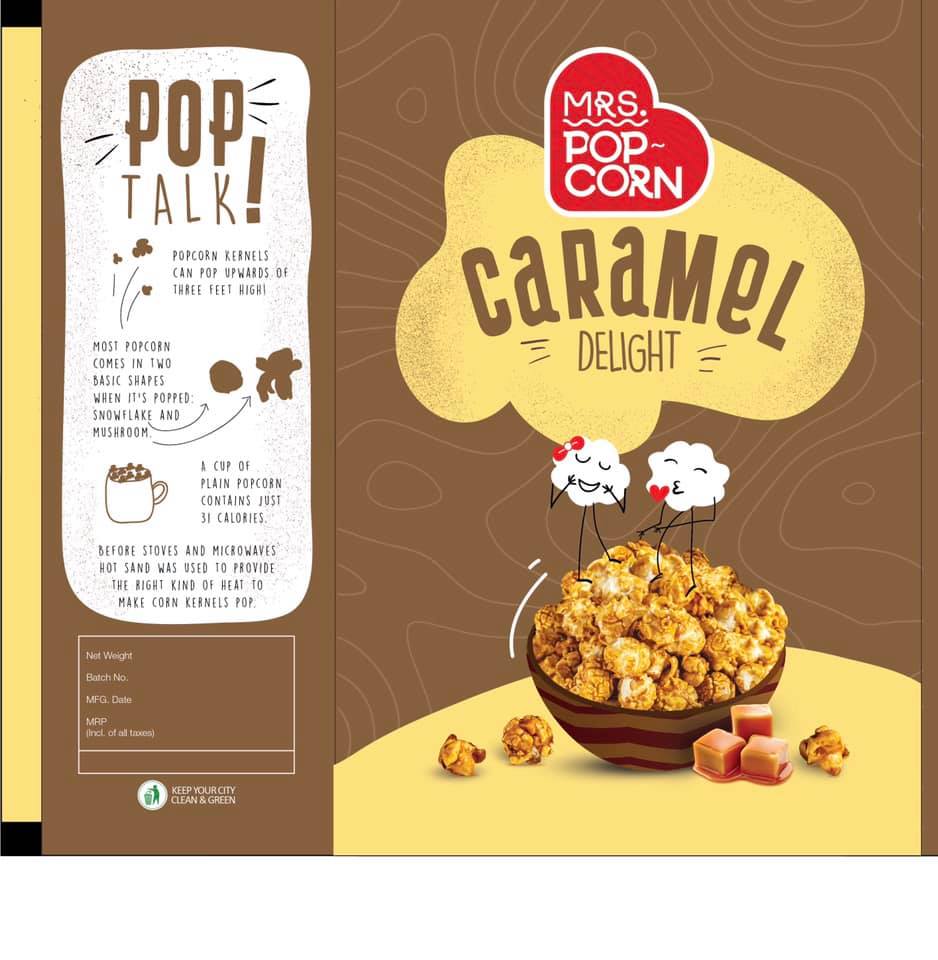 POP
TALK!
POPCORN KERNELS
CAN POP UPWARDS OF
THREE FEET HIGH!
MOST POPCORN
COMES IN TWO
BASIC SHAPES
WHEN IT'S POPPED:
SNOWFLAKE AND
MUSHROOM.
A CUP OF
PLAIN POPCORN
CONTAINS JUST
31 CALORIES.
BEFORE STOVES AND MICROWAVES
HOT SAND WAS USED TO PROVIDE
THE RIGHT KIND OF HEAT TO
MAKE CORN KERNELS POP.
Net Weight
Batch No.
MFG. Date
MRP
(Incl. of all taxes)
KEEP YOUR CITY
CLEAN & GREEN
MRS.
POP~
CORN
CARAMEL
DELIGHT